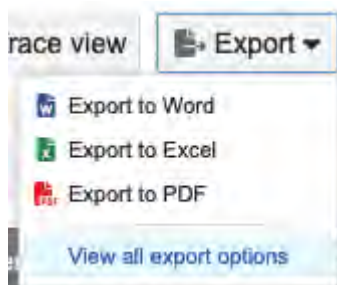 race view Export
Export to Word
Export to Excel
Export to PDF
View all export options